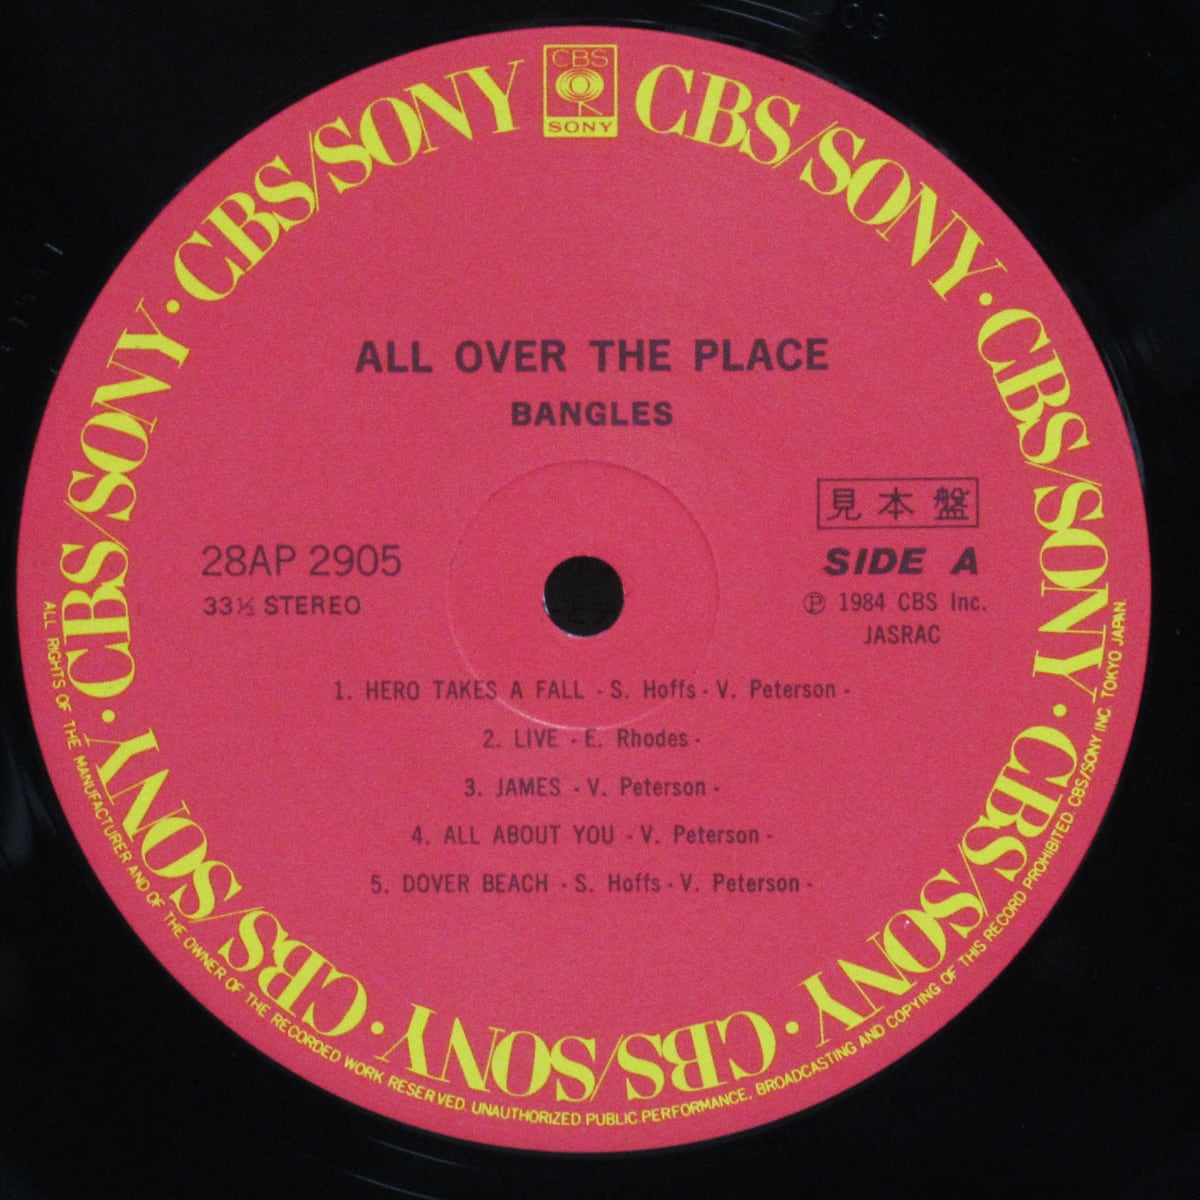 CBS
SONY
CBS/SONY · CBS/SONY · CBS/SONY · CBS/SONY · CBS/SONY · CBS/SONY · CBS/SONY · CBS/SONY
ALL OVER THE PLACE
BANGLES
見本盤
28AP 2905
SIDE A
33⅓ STEREO
Ⓟ 1984 CBS Inc.
JASRAC
1. HERO TAKES A FALL - S. Hoffs - V. Peterson -
2. LIVE - E. Rhodes -
3. JAMES - V. Peterson -
4. ALL ABOUT YOU - V. Peterson -
5. DOVER BEACH - S. Hoffs - V. Peterson -
ALL RIGHTS OF THE MANUFACTURER AND OF THE OWNER OF THE RECORDED WORK RESERVED. UNAUTHORIZED PUBLIC PERFORMANCE, BROADCASTING AND COPYING OF THIS RECORD PROHIBITED. CBS/SONY INC. TOKYO JAPAN.